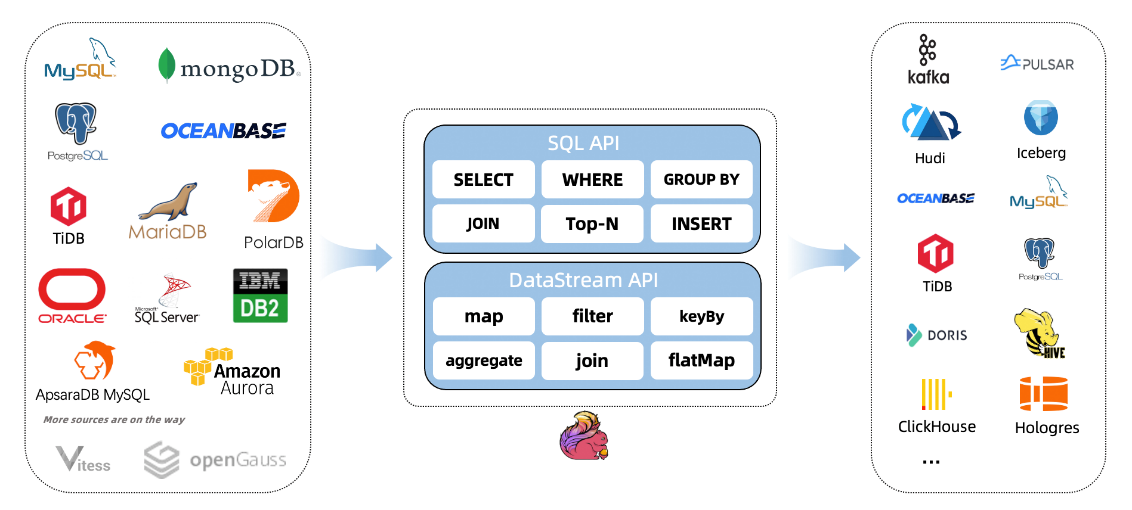 MySQL
mongoDB
PostgreSQL
OCEANBASE
TiDB
MariaDB
PolarDB
ORACLE
Microsoft
SQL Server
IBM
DB2
ApsaraDB MySQL
Amazon
Aurora
More sources are on the way
Vitess
openGauss
SQL API
SELECT
WHERE
GROUP BY
JOIN
Top-N
INSERT
DataStream API
map
filter
keyBy
aggregate
join
flatMap
kafka
PULSAR
Hudi
Iceberg
OCEANBASE
MySQL
TiDB
PostgreSQL
DORIS
HIVE
ClickHouse
Hologres
...